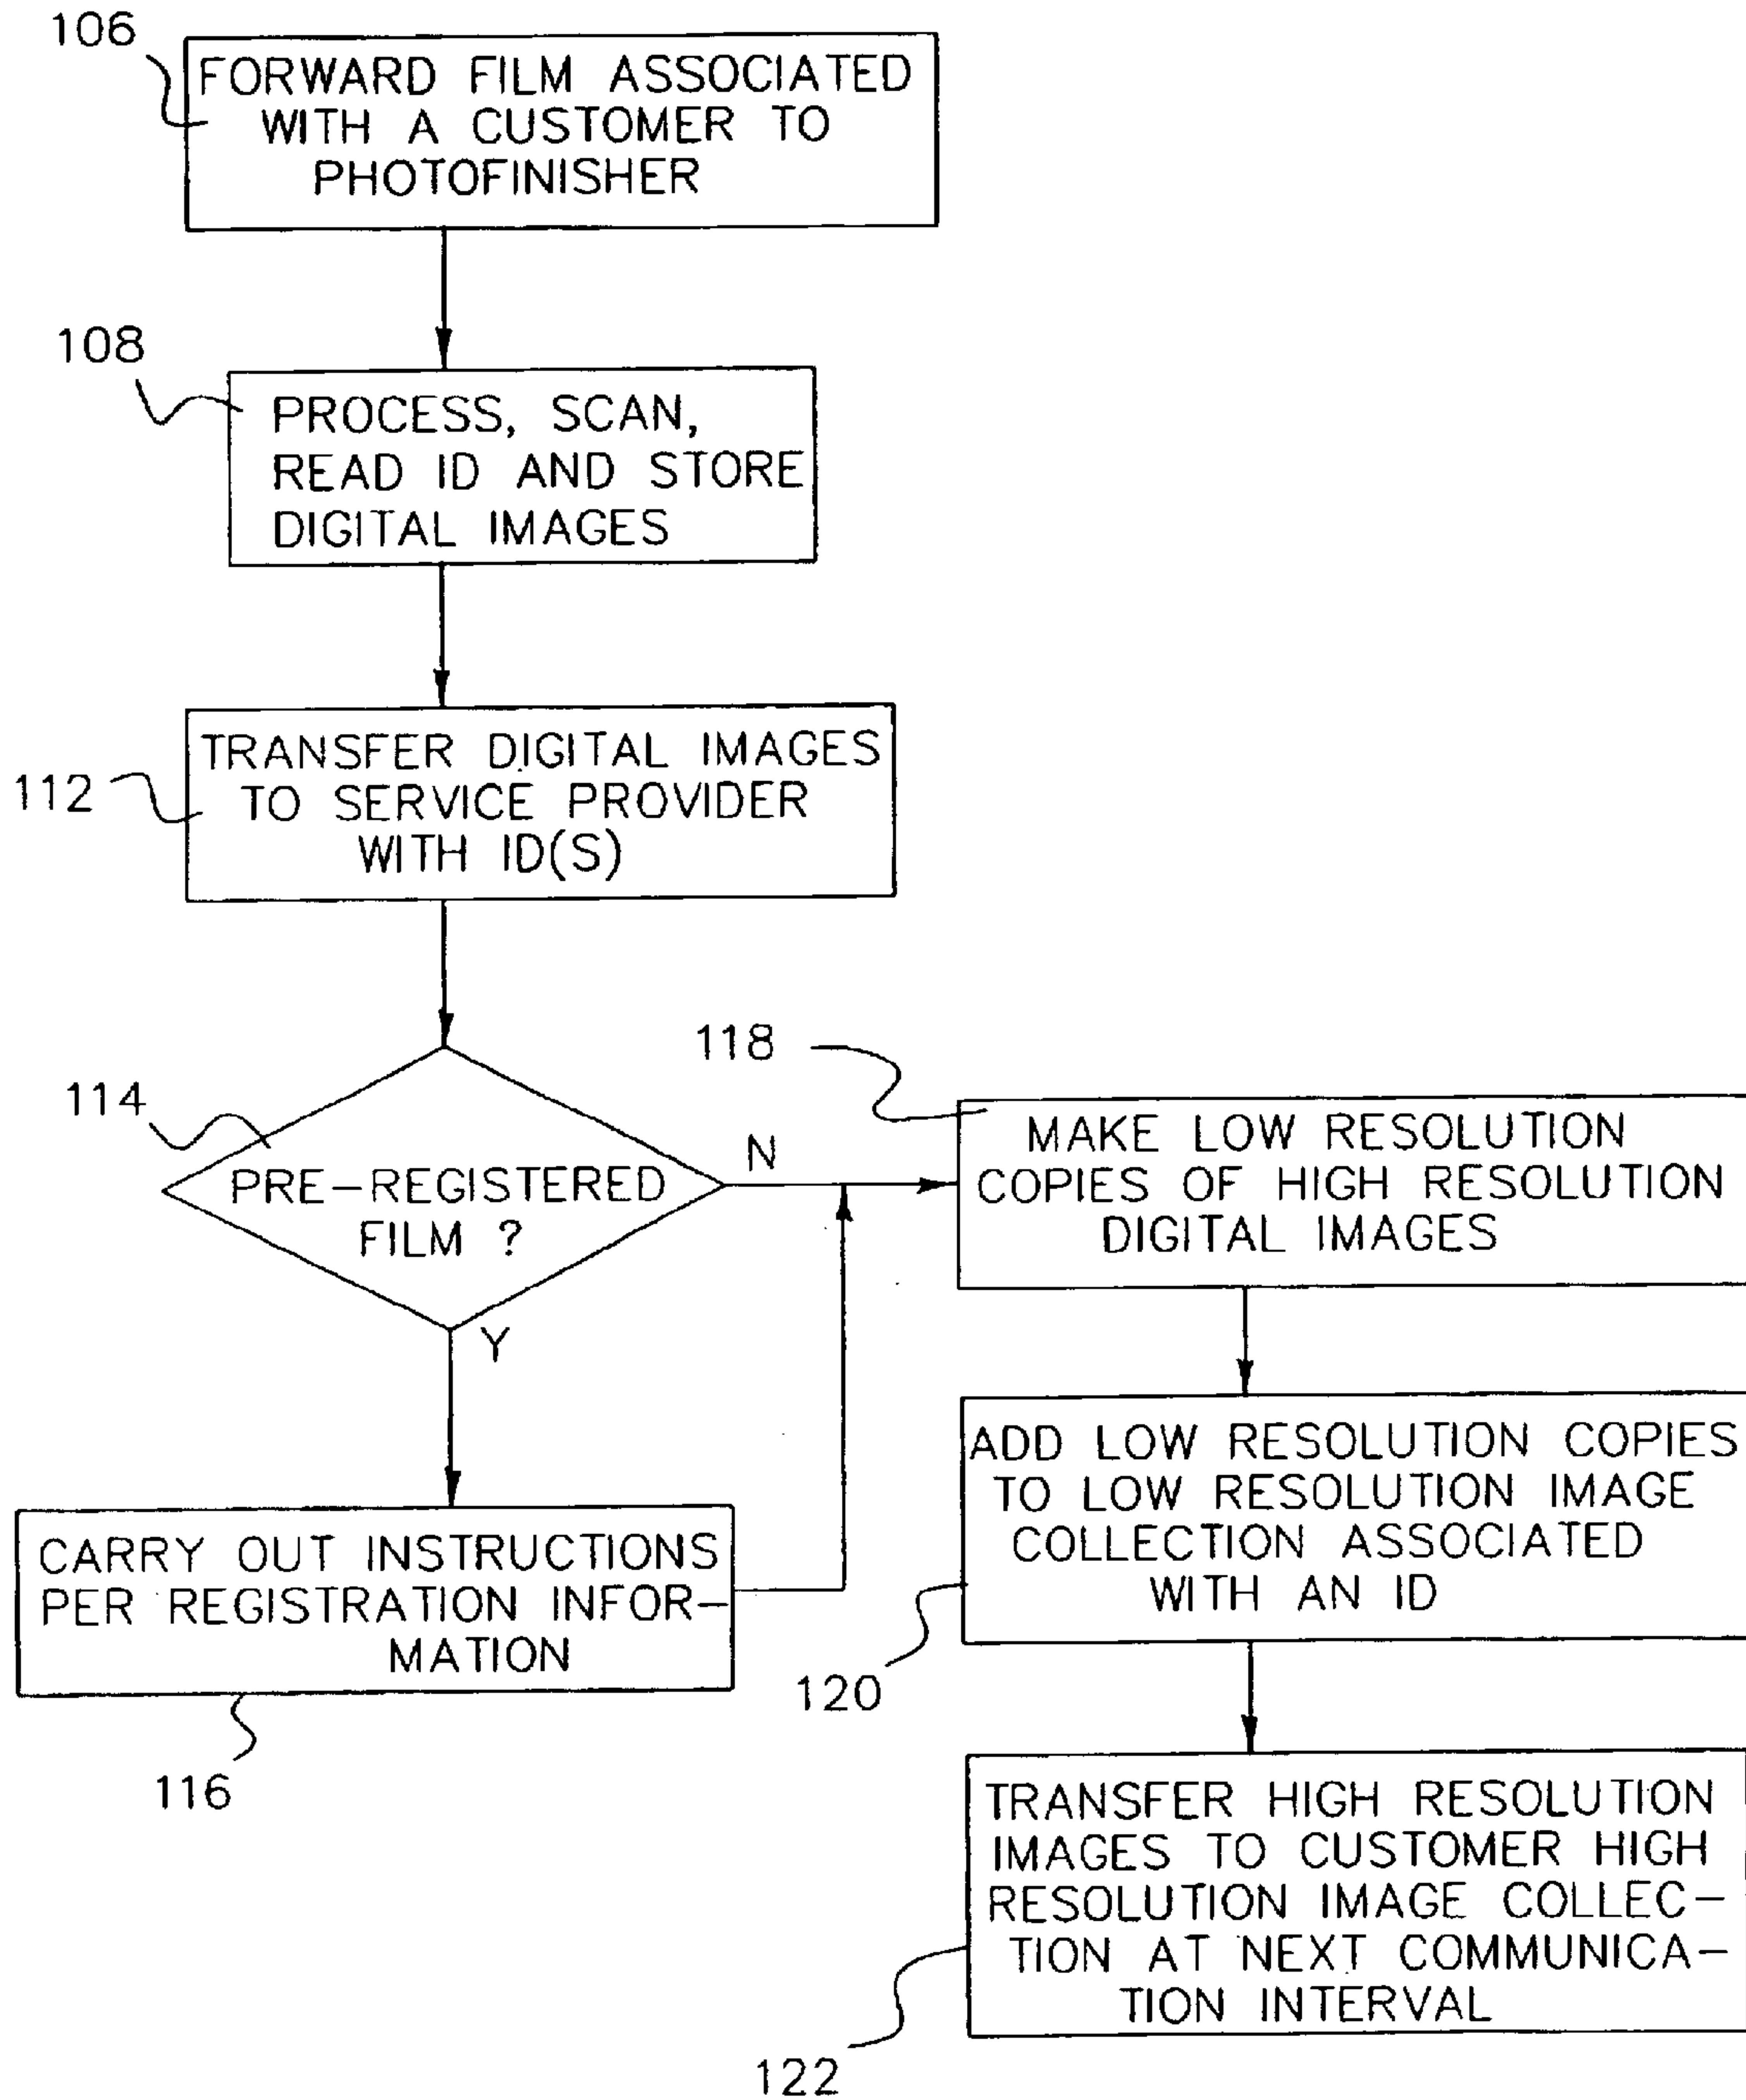 106
FORWARD FILM ASSOCIATED
WITH A CUSTOMER TO
PHOTOFINISHER
108
PROCESS, SCAN,
READ ID AND STORE
DIGITAL IMAGES
112
TRANSFER DIGITAL IMAGES
TO SERVICE PROVIDER
WITH ID(S)
114
PRE-REGISTERED
FILM ?
N
Y
CARRY OUT INSTRUCTIONS
PER REGISTRATION INFOR-
MATION
116
118
MAKE LOW RESOLUTION
COPIES OF HIGH RESOLUTION
DIGITAL IMAGES
ADD LOW RESOLUTION COPIES
TO LOW RESOLUTION IMAGE
COLLECTION ASSOCIATED
WITH AN ID
120
TRANSFER HIGH RESOLUTION
IMAGES TO CUSTOMER HIGH
RESOLUTION IMAGE COLLEC-
TION AT NEXT COMMUNICA-
TION INTERVAL
122